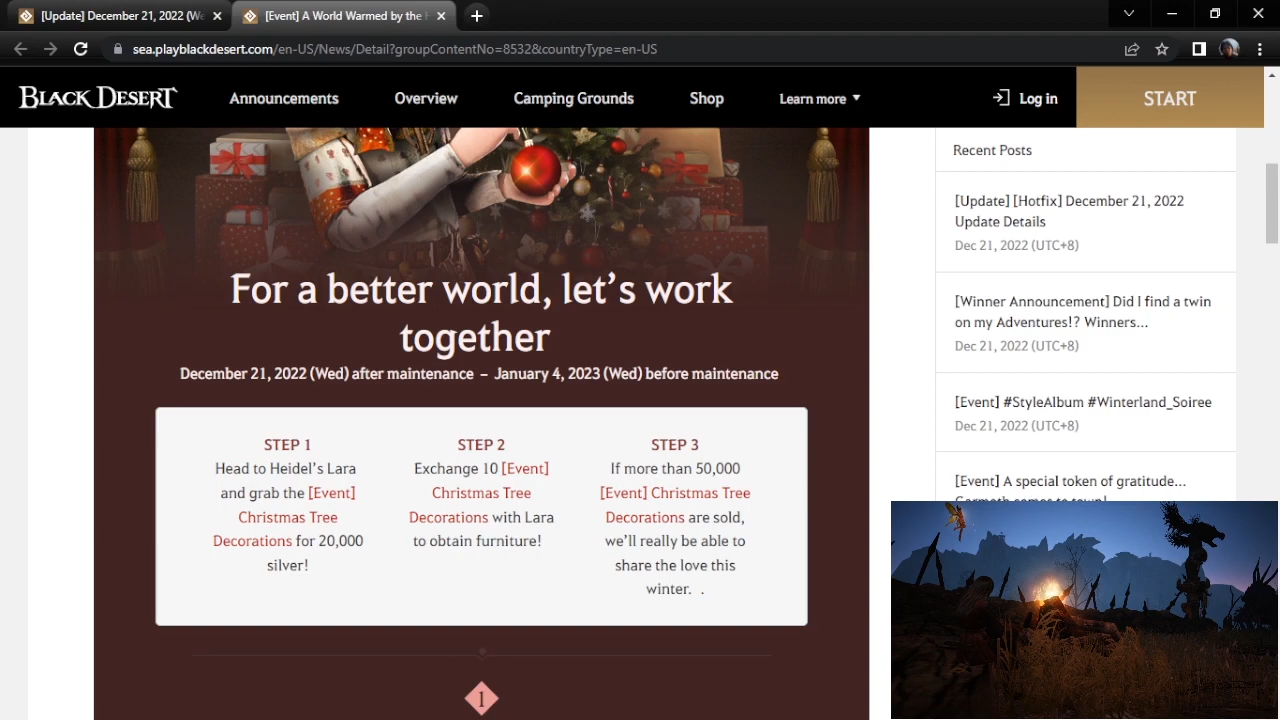 [Update] December 21, 2022 (We
[Event] A World Warmed by the H
sea.playblackdesert.com/en-US/News/Detail?groupContentNo=8532&countryType=en-US
BLACK DESERT
Announcements
Overview
Camping Grounds
Shop
Learn more
Log in
START
For a better world, let's work
together
December 21, 2022 (Wed) after maintenance – January 4, 2023 (Wed) before maintenance
STEP 1
Head to Heidel's Lara
and grab the [Event]
Christmas Tree
Decorations for 20,000
silver!
STEP 2
Exchange 10 [Event]
Christmas Tree
Decorations with Lara
to obtain furniture!
STEP 3
If more than 50,000
[Event] Christmas Tree
Decorations are sold,
we'll really be able to
share the love this
winter. .
1
Recent Posts
[Update] [Hotfix] December 21, 2022
Update Details
Dec 21, 2022 (UTC+8)
[Winner Announcement] Did I find a twin
on my Adventures!? Winners...
Dec 21, 2022 (UTC+8)
[Event] #StyleAlbum #Winterland_Soiree
Dec 21, 2022 (UTC+8)
[Event] A special token of gratitude...
Garmoth comes to town!